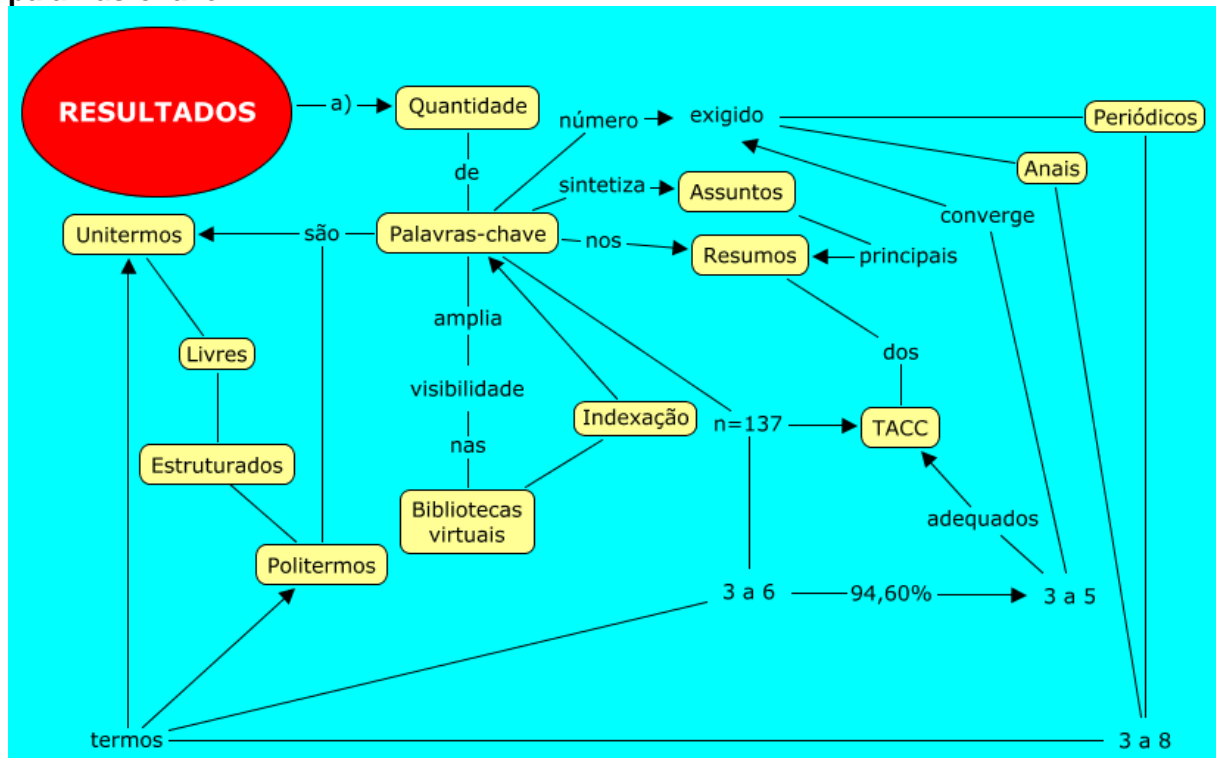 RESULTADOS
a)
Quantidade
número
exigido
Periódicos
de
Anais
sintetiza
Assuntos
converge
Unitermos
são
Palavras-chave
nos
Resumos
principais
amplia
Livres
dos
visibilidade
Indexação
n=137
TACC
nas
Estruturados
Bibliotecas
virtuais
adequados
Politermos
3 a 6
94,60%
3 a 5
termos
3 a 8